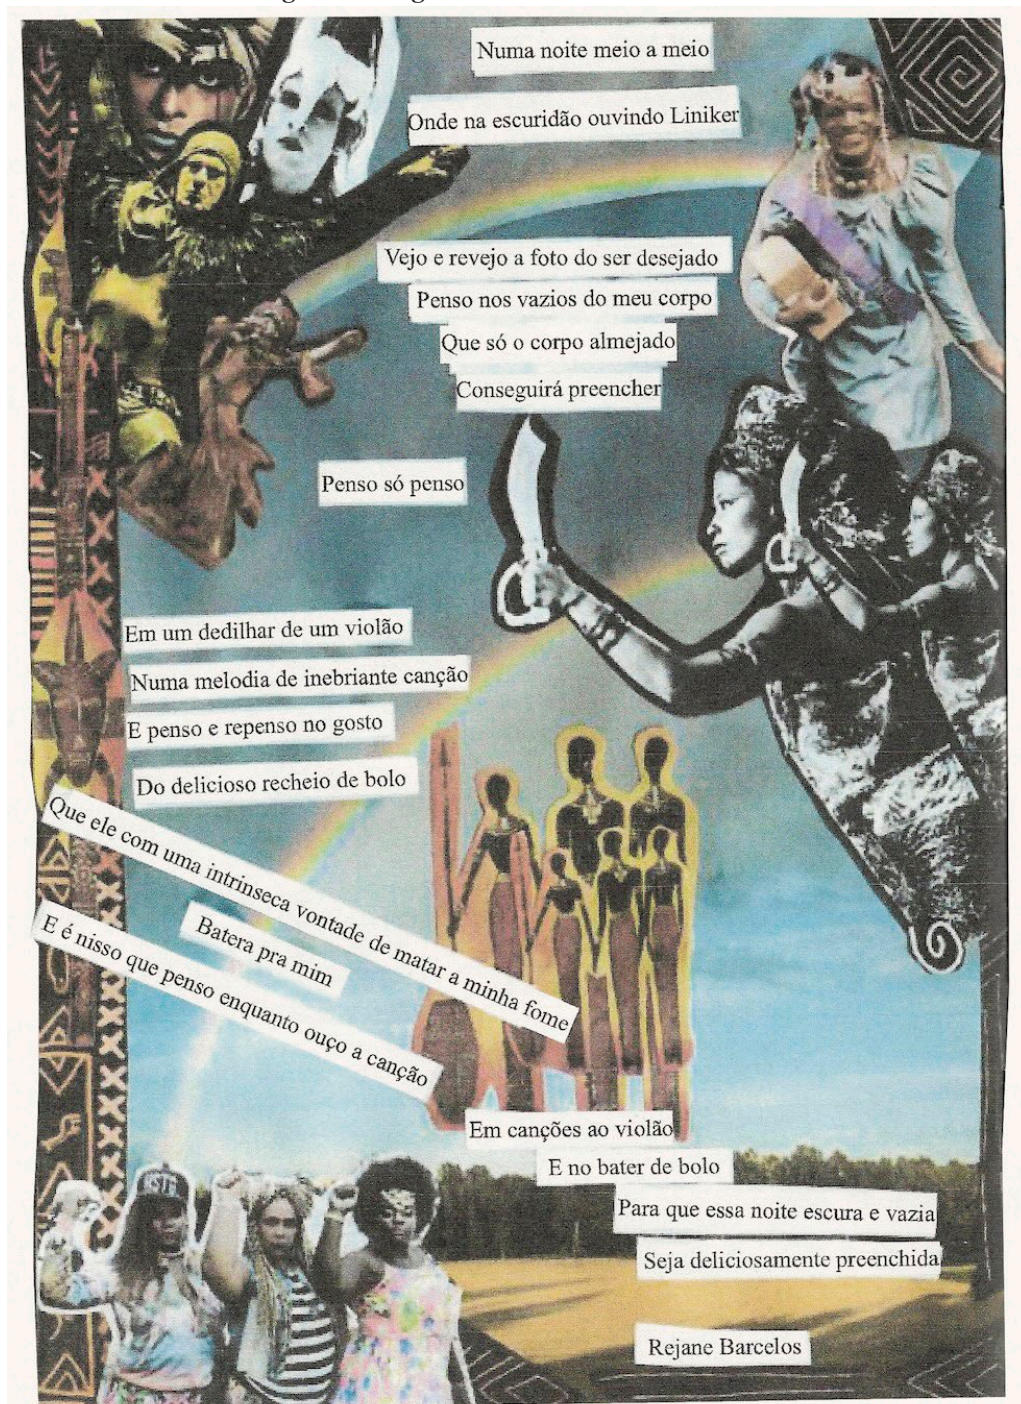 Numa noite meio a meio
Onde na escuridão ouvindo Liniker
Vejo e revejo a foto do ser desejado
Penso nos vazios do meu corpo
Que só o corpo almejado
Conseguirá preencher
Penso só penso
Em um dedilhar de um violão
Numa melodia de inebriante canção
E penso e repenso no gosto
Do delicioso recheio de bolo
Que ele com uma intrinseca vontade de matar a minha fome
Batera pra mim
E é nisso que penso enquanto ouço a canção
Em canções ao violão
E no bater de bolo
Para que essa noite escura e vazia
Seja deliciosamente preenchida
Rejane Barcelos